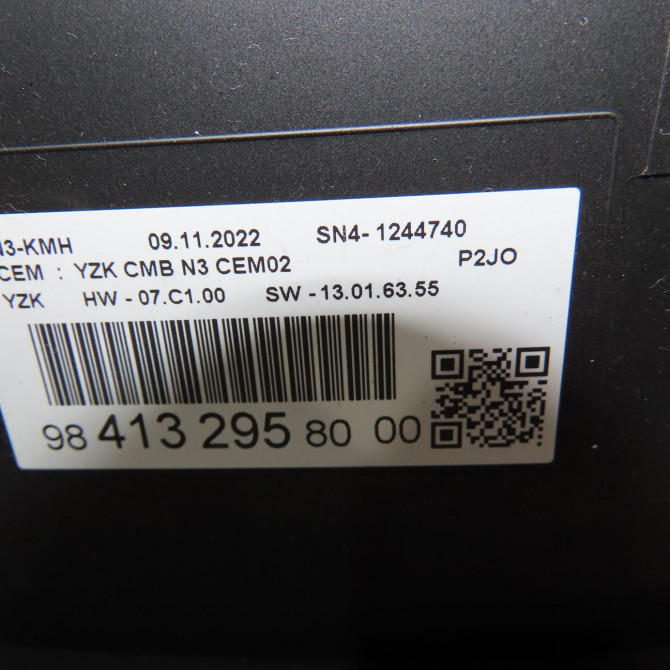 N3-KMH 09.11.2022 SN4-1244740
CEM : YZK CMB N3 CEM02 P2JO
YZK HW - 07.C1.00 SW -13.01.63.55
98 413 295 80 00